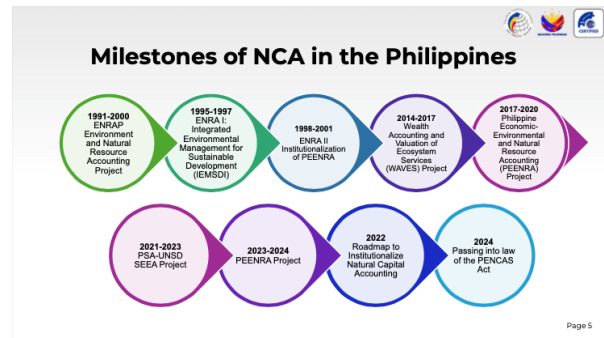 Milestones of NCA in the Philippines
1991-2000
ENRAP
Environment
and Natural
Resource
Accounting
Project
1995-1997
ENRA I:
Integrated
Environmental
Management for
Sustainable
Development
(IEMSDI)
1998-2001
ENRA II
Institutionalization
of PEENRA
2014-2017
Wealth
Accounting and
Valuation of
Ecosystem
Services
(WAVES) Project
2017-2020
Philippine
Economic-
Environmental
and Natural
Resource
Accounting
(PEENRA)
Project
2021-2023
PSA-UNSD
SEEA Project
2023-2024
PEENRA Project
2022
Roadmap to
Institutionalize
Natural Capital
Accounting
2024
Passing into law
of the PENCAS
Act
Page 5